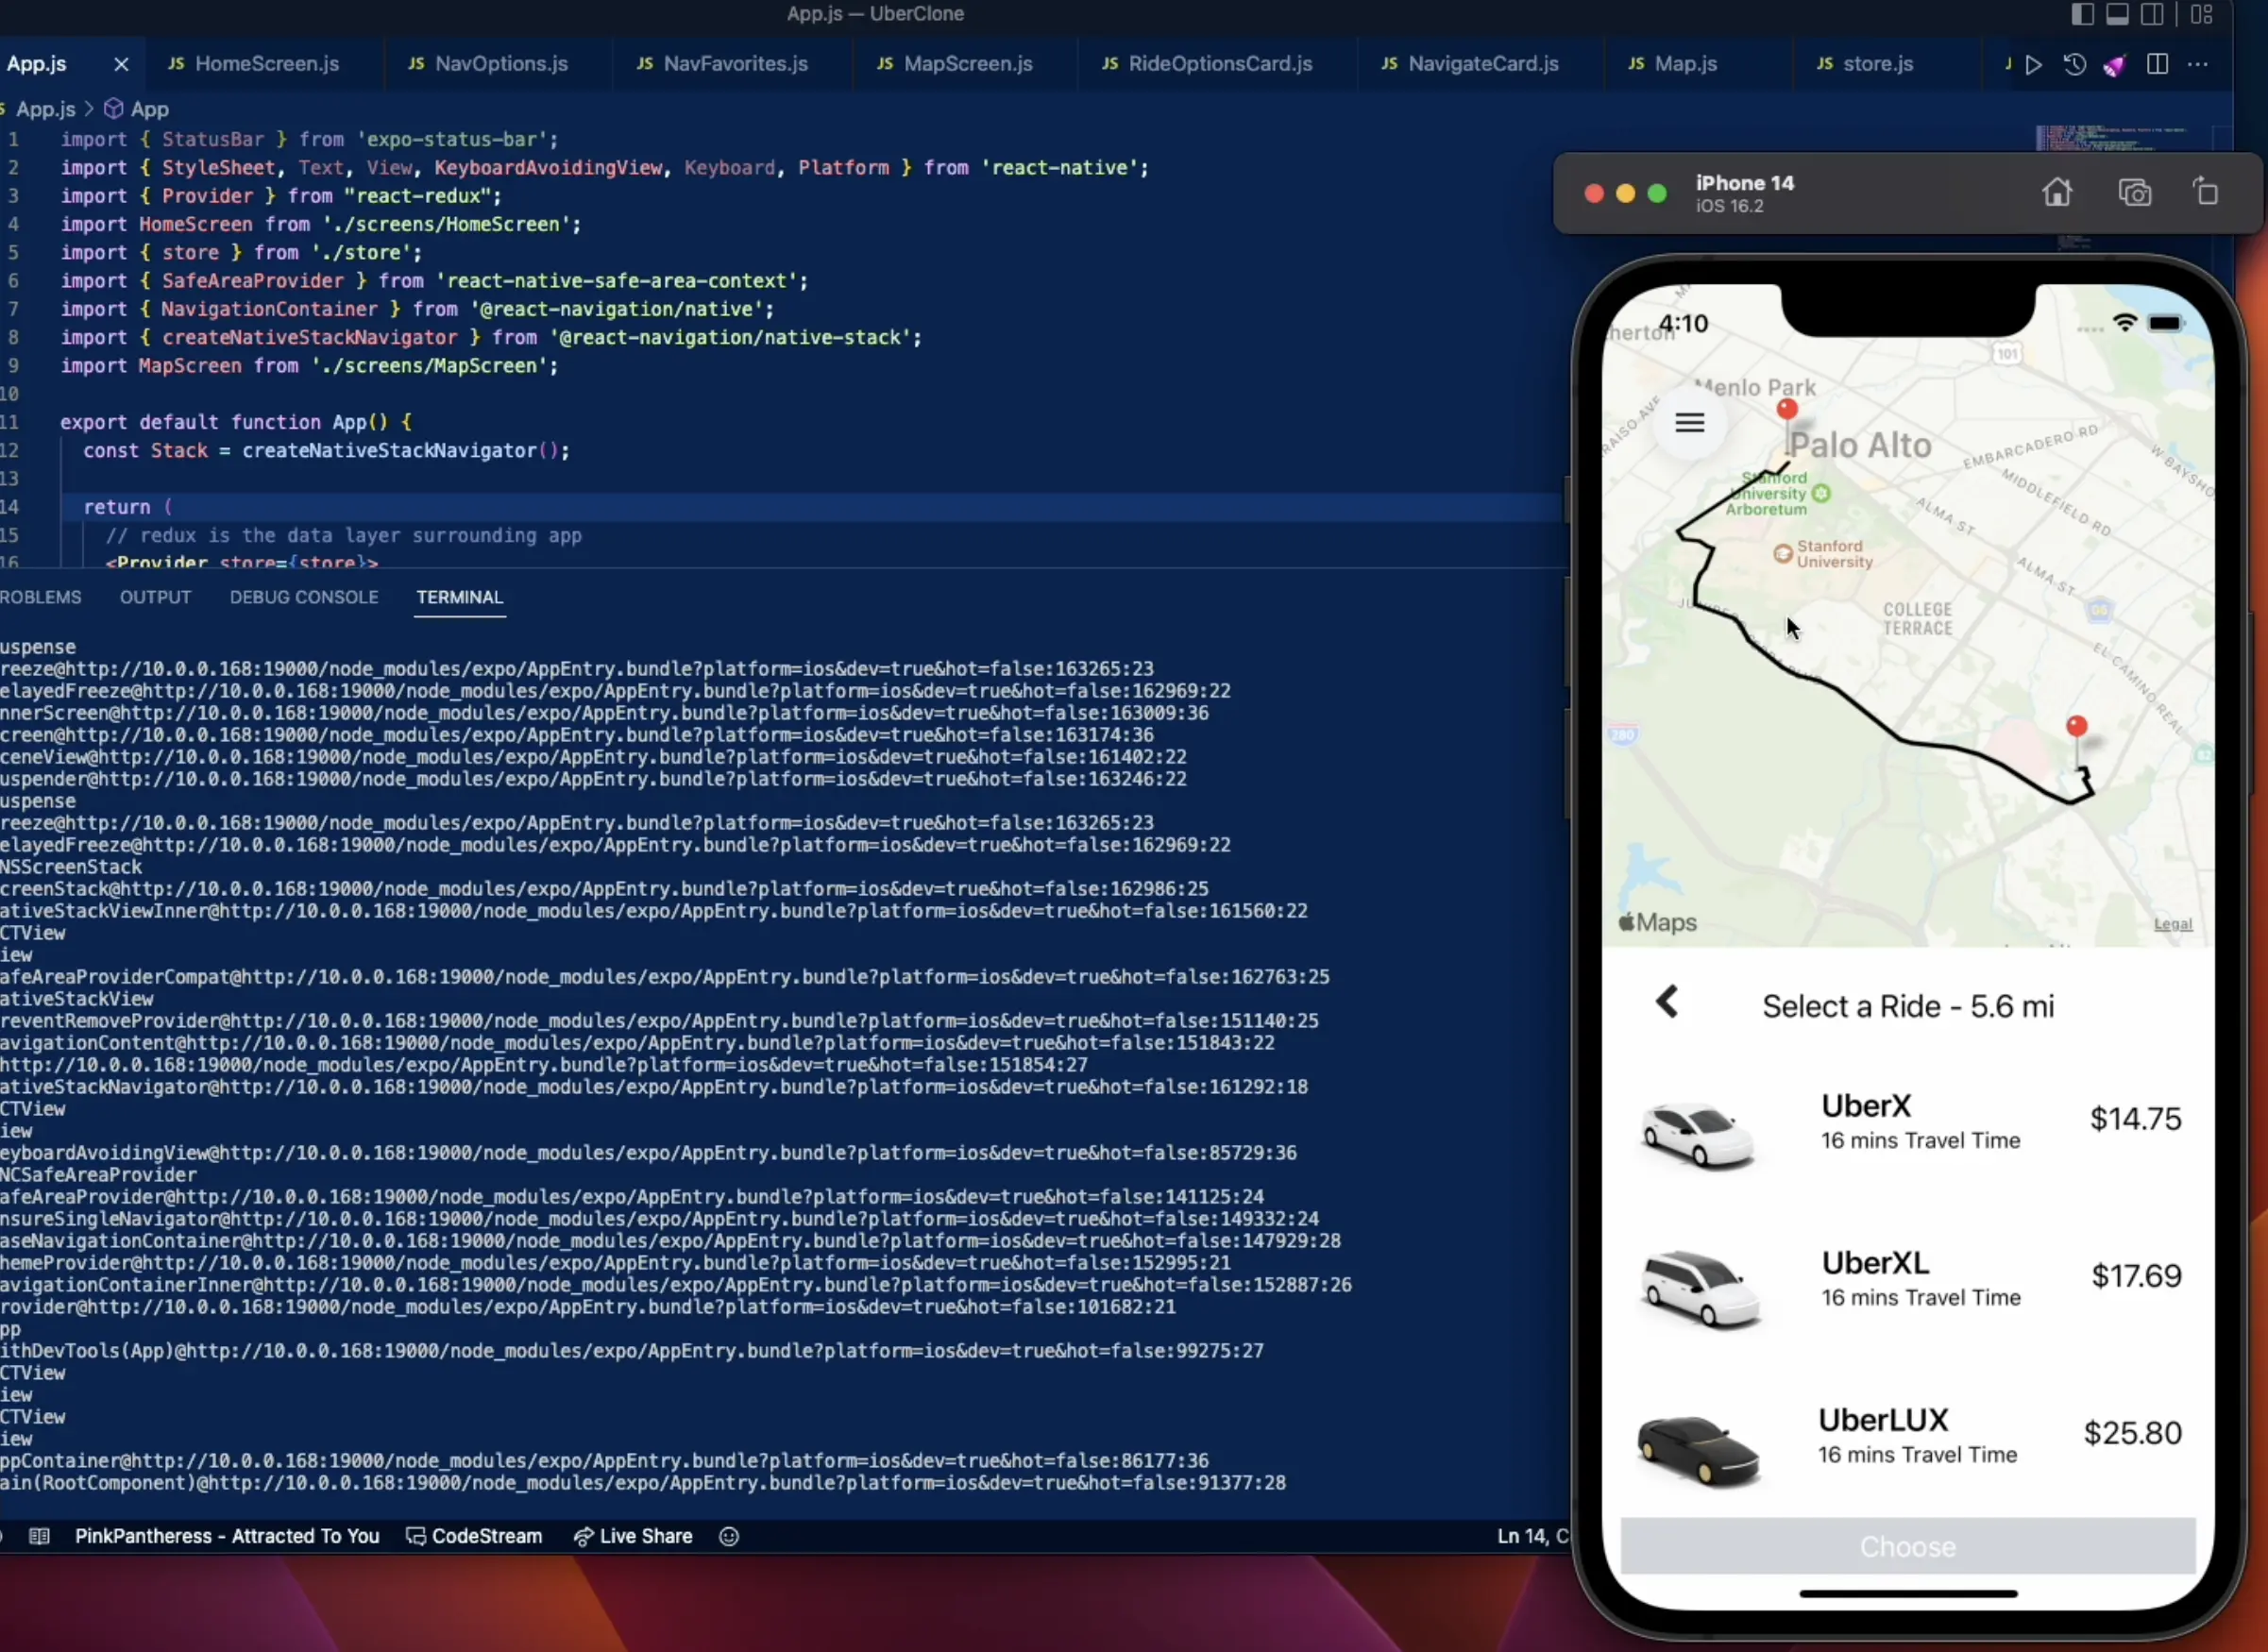 App.js — UberClone
App.js
JS HomeScreen.js
JS NavOptions.js
JS NavFavorites.js
JS MapScreen.js
JS RideOptionsCard.js
JS NavigateCard.js
JS Map.js
JS store.js
App.js > App
1 import { StatusBar } from 'expo-status-bar';
2 import { StyleSheet, Text, View, KeyboardAvoidingView, Keyboard, Platform } from 'react-native';
3 import { Provider } from "react-redux";
4 import HomeScreen from './screens/HomeScreen';
5 import { store } from './store';
6 import { SafeAreaProvider } from 'react-native-safe-area-context';
7 import { NavigationContainer } from '@react-navigation/native';
8 import { createNativeStackNavigator } from '@react-navigation/native-stack';
9 import MapScreen from './screens/MapScreen';
10
11 export default function App() {
12 const Stack = createNativeStackNavigator();
13
14 return (
15 // redux is the data layer surrounding app
16 <Provider store={store}>
ROBLEMS OUTPUT DEBUG CONSOLE TERMINAL
uspense
reeze@http://10.0.0.168:19000/node_modules/expo/AppEntry.bundle?platform=ios&dev=true&hot=false:163265:23
elayedFreeze@http://10.0.0.168:19000/node_modules/expo/AppEntry.bundle?platform=ios&dev=true&hot=false:162969:22
nnerScreen@http://10.0.0.168:19000/node_modules/expo/AppEntry.bundle?platform=ios&dev=true&hot=false:163009:36
creen@http://10.0.0.168:19000/node_modules/expo/AppEntry.bundle?platform=ios&dev=true&hot=false:163174:36
ceneView@http://10.0.0.168:19000/node_modules/expo/AppEntry.bundle?platform=ios&dev=true&hot=false:161402:22
uspender@http://10.0.0.168:19000/node_modules/expo/AppEntry.bundle?platform=ios&dev=true&hot=false:163246:22
uspense
reeze@http://10.0.0.168:19000/node_modules/expo/AppEntry.bundle?platform=ios&dev=true&hot=false:163265:23
elayedFreeze@http://10.0.0.168:19000/node_modules/expo/AppEntry.bundle?platform=ios&dev=true&hot=false:162969:22
NSScreenStack
creenStack@http://10.0.0.168:19000/node_modules/expo/AppEntry.bundle?platform=ios&dev=true&hot=false:162986:25
ativeStackViewInner@http://10.0.0.168:19000/node_modules/expo/AppEntry.bundle?platform=ios&dev=true&hot=false:161560:22
CTView
iew
afeAreaProviderCompat@http://10.0.0.168:19000/node_modules/expo/AppEntry.bundle?platform=ios&dev=true&hot=false:162763:25
ativeStackView
reventRemoveProvider@http://10.0.0.168:19000/node_modules/expo/AppEntry.bundle?platform=ios&dev=true&hot=false:151140:25
avigationContent@http://10.0.0.168:19000/node_modules/expo/AppEntry.bundle?platform=ios&dev=true&hot=false:151843:22
http://10.0.0.168:19000/node_modules/expo/AppEntry.bundle?platform=ios&dev=true&hot=false:151854:27
ativeStackNavigator@http://10.0.0.168:19000/node_modules/expo/AppEntry.bundle?platform=ios&dev=true&hot=false:161292:18
CTView
iew
eyboardAvoidingView@http://10.0.0.168:19000/node_modules/expo/AppEntry.bundle?platform=ios&dev=true&hot=false:85729:36
NCSafeAreaProvider
afeAreaProvider@http://10.0.0.168:19000/node_modules/expo/AppEntry.bundle?platform=ios&dev=true&hot=false:141125:24
nsureSingleNavigator@http://10.0.0.168:19000/node_modules/expo/AppEntry.bundle?platform=ios&dev=true&hot=false:149332:24
aseNavigationContainer@http://10.0.0.168:19000/node_modules/expo/AppEntry.bundle?platform=ios&dev=true&hot=false:147929:28
hemeProvider@http://10.0.0.168:19000/node_modules/expo/AppEntry.bundle?platform=ios&dev=true&hot=false:152995:21
avigationContainerInner@http://10.0.0.168:19000/node_modules/expo/AppEntry.bundle?platform=ios&dev=true&hot=false:152887:26
rovider@http://10.0.0.168:19000/node_modules/expo/AppEntry.bundle?platform=ios&dev=true&hot=false:101682:21
pp
ithDevTools(App)@http://10.0.0.168:19000/node_modules/expo/AppEntry.bundle?platform=ios&dev=true&hot=false:99275:27
CTView
iew
CTView
iew
ppContainer@http://10.0.0.168:19000/node_modules/expo/AppEntry.bundle?platform=ios&dev=true&hot=false:86177:36
ain(RootComponent)@http://10.0.0.168:19000/node_modules/expo/AppEntry.bundle?platform=ios&dev=true&hot=false:91377:28
PinkPantheress - Attracted To You CodeStream Live Share Ln 14, C
iPhone 14
iOS 16.2
4:10
herton
101
Menlo Park
Palo Alto
RAISO AVE
EMBARCADERO RD
W BAYSHO
MIDDLEFIELD RD
ALMA ST
Stanford
University
Arboretum
Stanford
University
ALMA ST
COLLEGE
TERRACE
G6
EL CAMINO REAL
280
82
Maps
Legal
Select a Ride - 5.6 mi
UberX
16 mins Travel Time
$14.75
UberXL
16 mins Travel Time
$17.69
UberLUX
16 mins Travel Time
$25.80
Choose